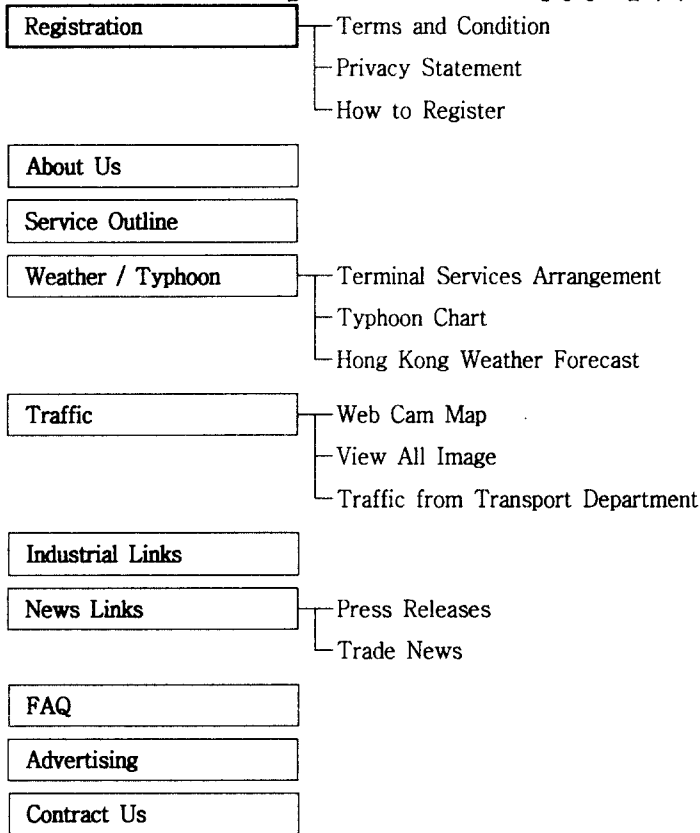 Registration
Terms and Condition
Privacy Statement
How to Register
About Us
Service Outline
Weather / Typhoon
Terminal Services Arrangement
Typhoon Chart
Hong Kong Weather Forecast
Traffic
Web Cam Map
View All Image
Traffic from Transport Department
Industrial Links
News Links
Press Releases
Trade News
FAQ
Advertising
Contract Us